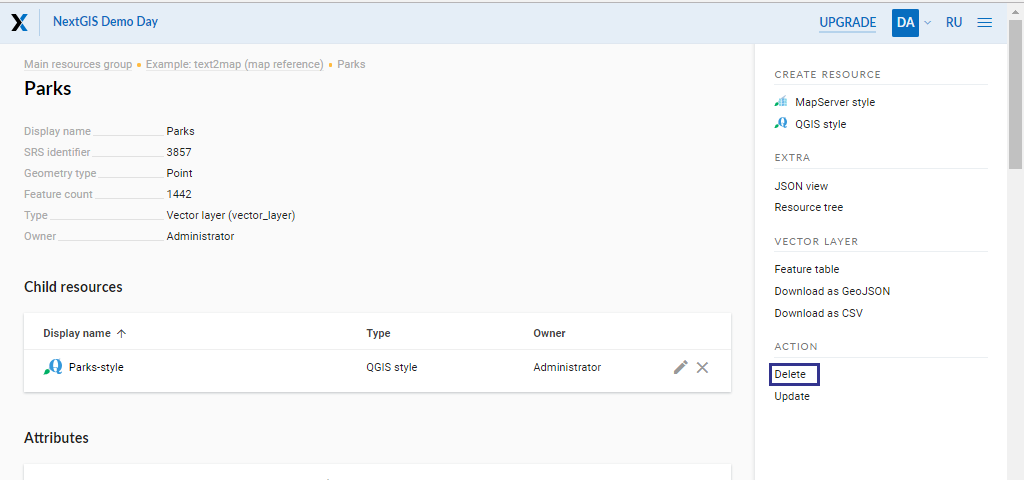 NextGIS Demo Day
UPGRADE DA RU
Main resources group Example: text2map (map reference) Parks
Parks
Display name Parks
SRS identifier 3857
Geometry type Point
Feature count 1442
Type Vector layer (vector_layer)
Owner Administrator
Child resources
Display name ↑ Type Owner
Parks-style QGIS style Administrator
Attributes
CREATE RESOURCE
MapServer style
QGIS style
EXTRA
JSON view
Resource tree
VECTOR LAYER
Feature table
Download as GeoJSON
Download as CSV
ACTION
Delete
Update